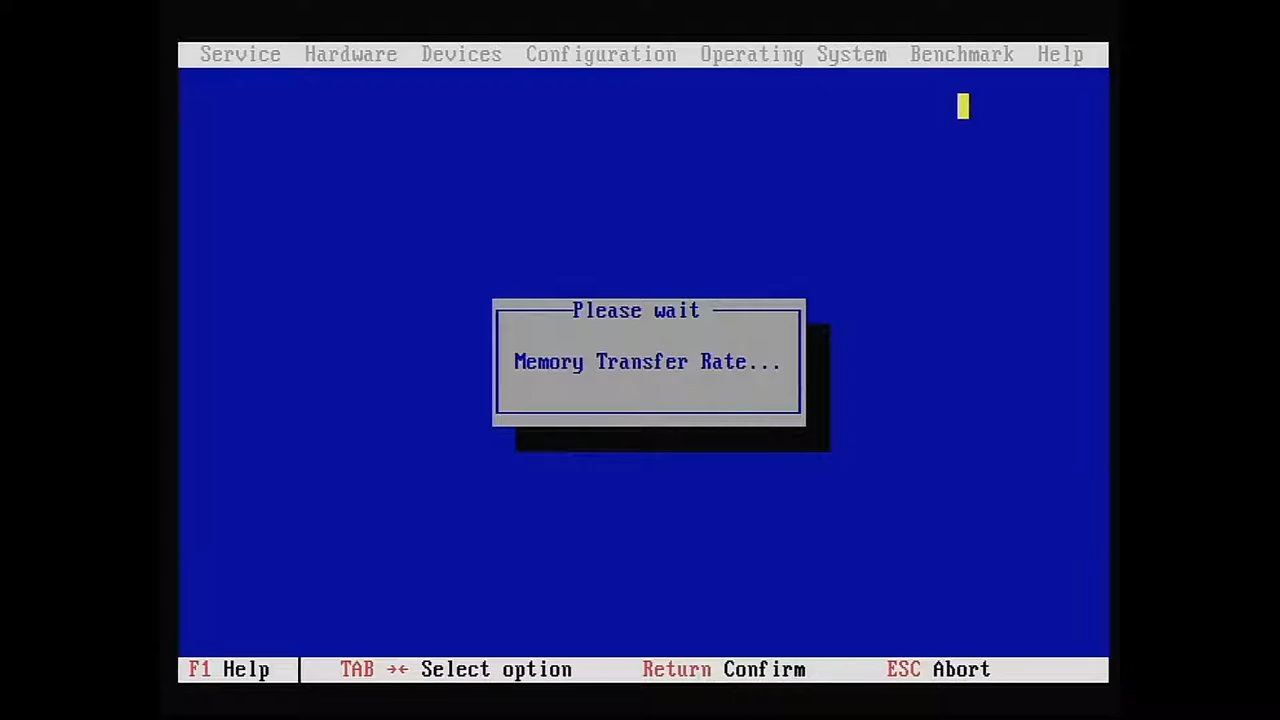 Service Hardware Devices Configuration Operating System Benchmark Help
Please wait
Memory Transfer Rate...
F1 Help TAB →← Select option Return Confirm ESC Abort